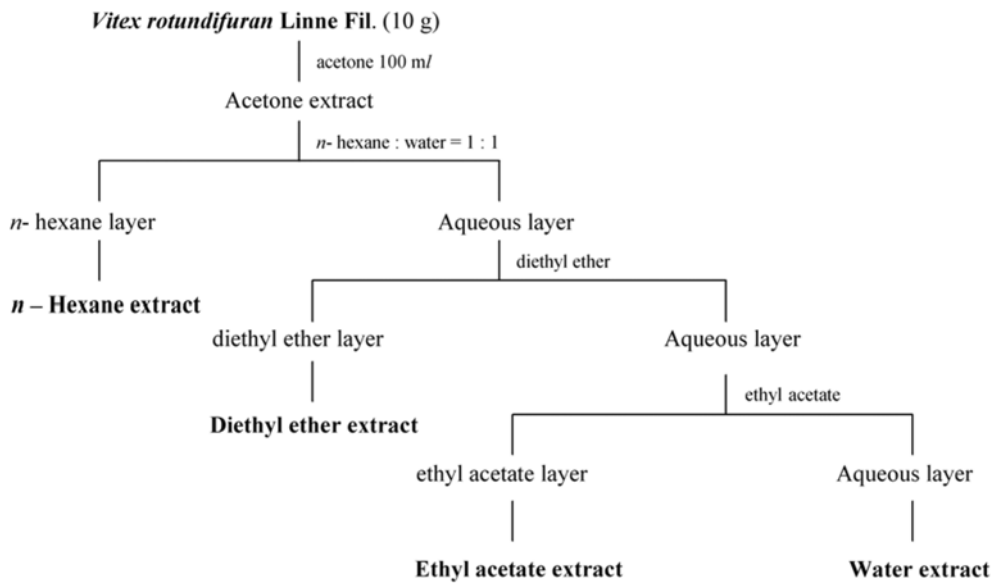 Vitex rotundifuran Linne Fil. (10 g)
acetone 100 ml
Acetone extract
n- hexane : water = 1 : 1
n- hexane layer
Aqueous layer
diethyl ether
n – Hexane extract
diethyl ether layer
Aqueous layer
ethyl acetate
Diethyl ether extract
ethyl acetate layer
Aqueous layer
Ethyl acetate extract
Water extract